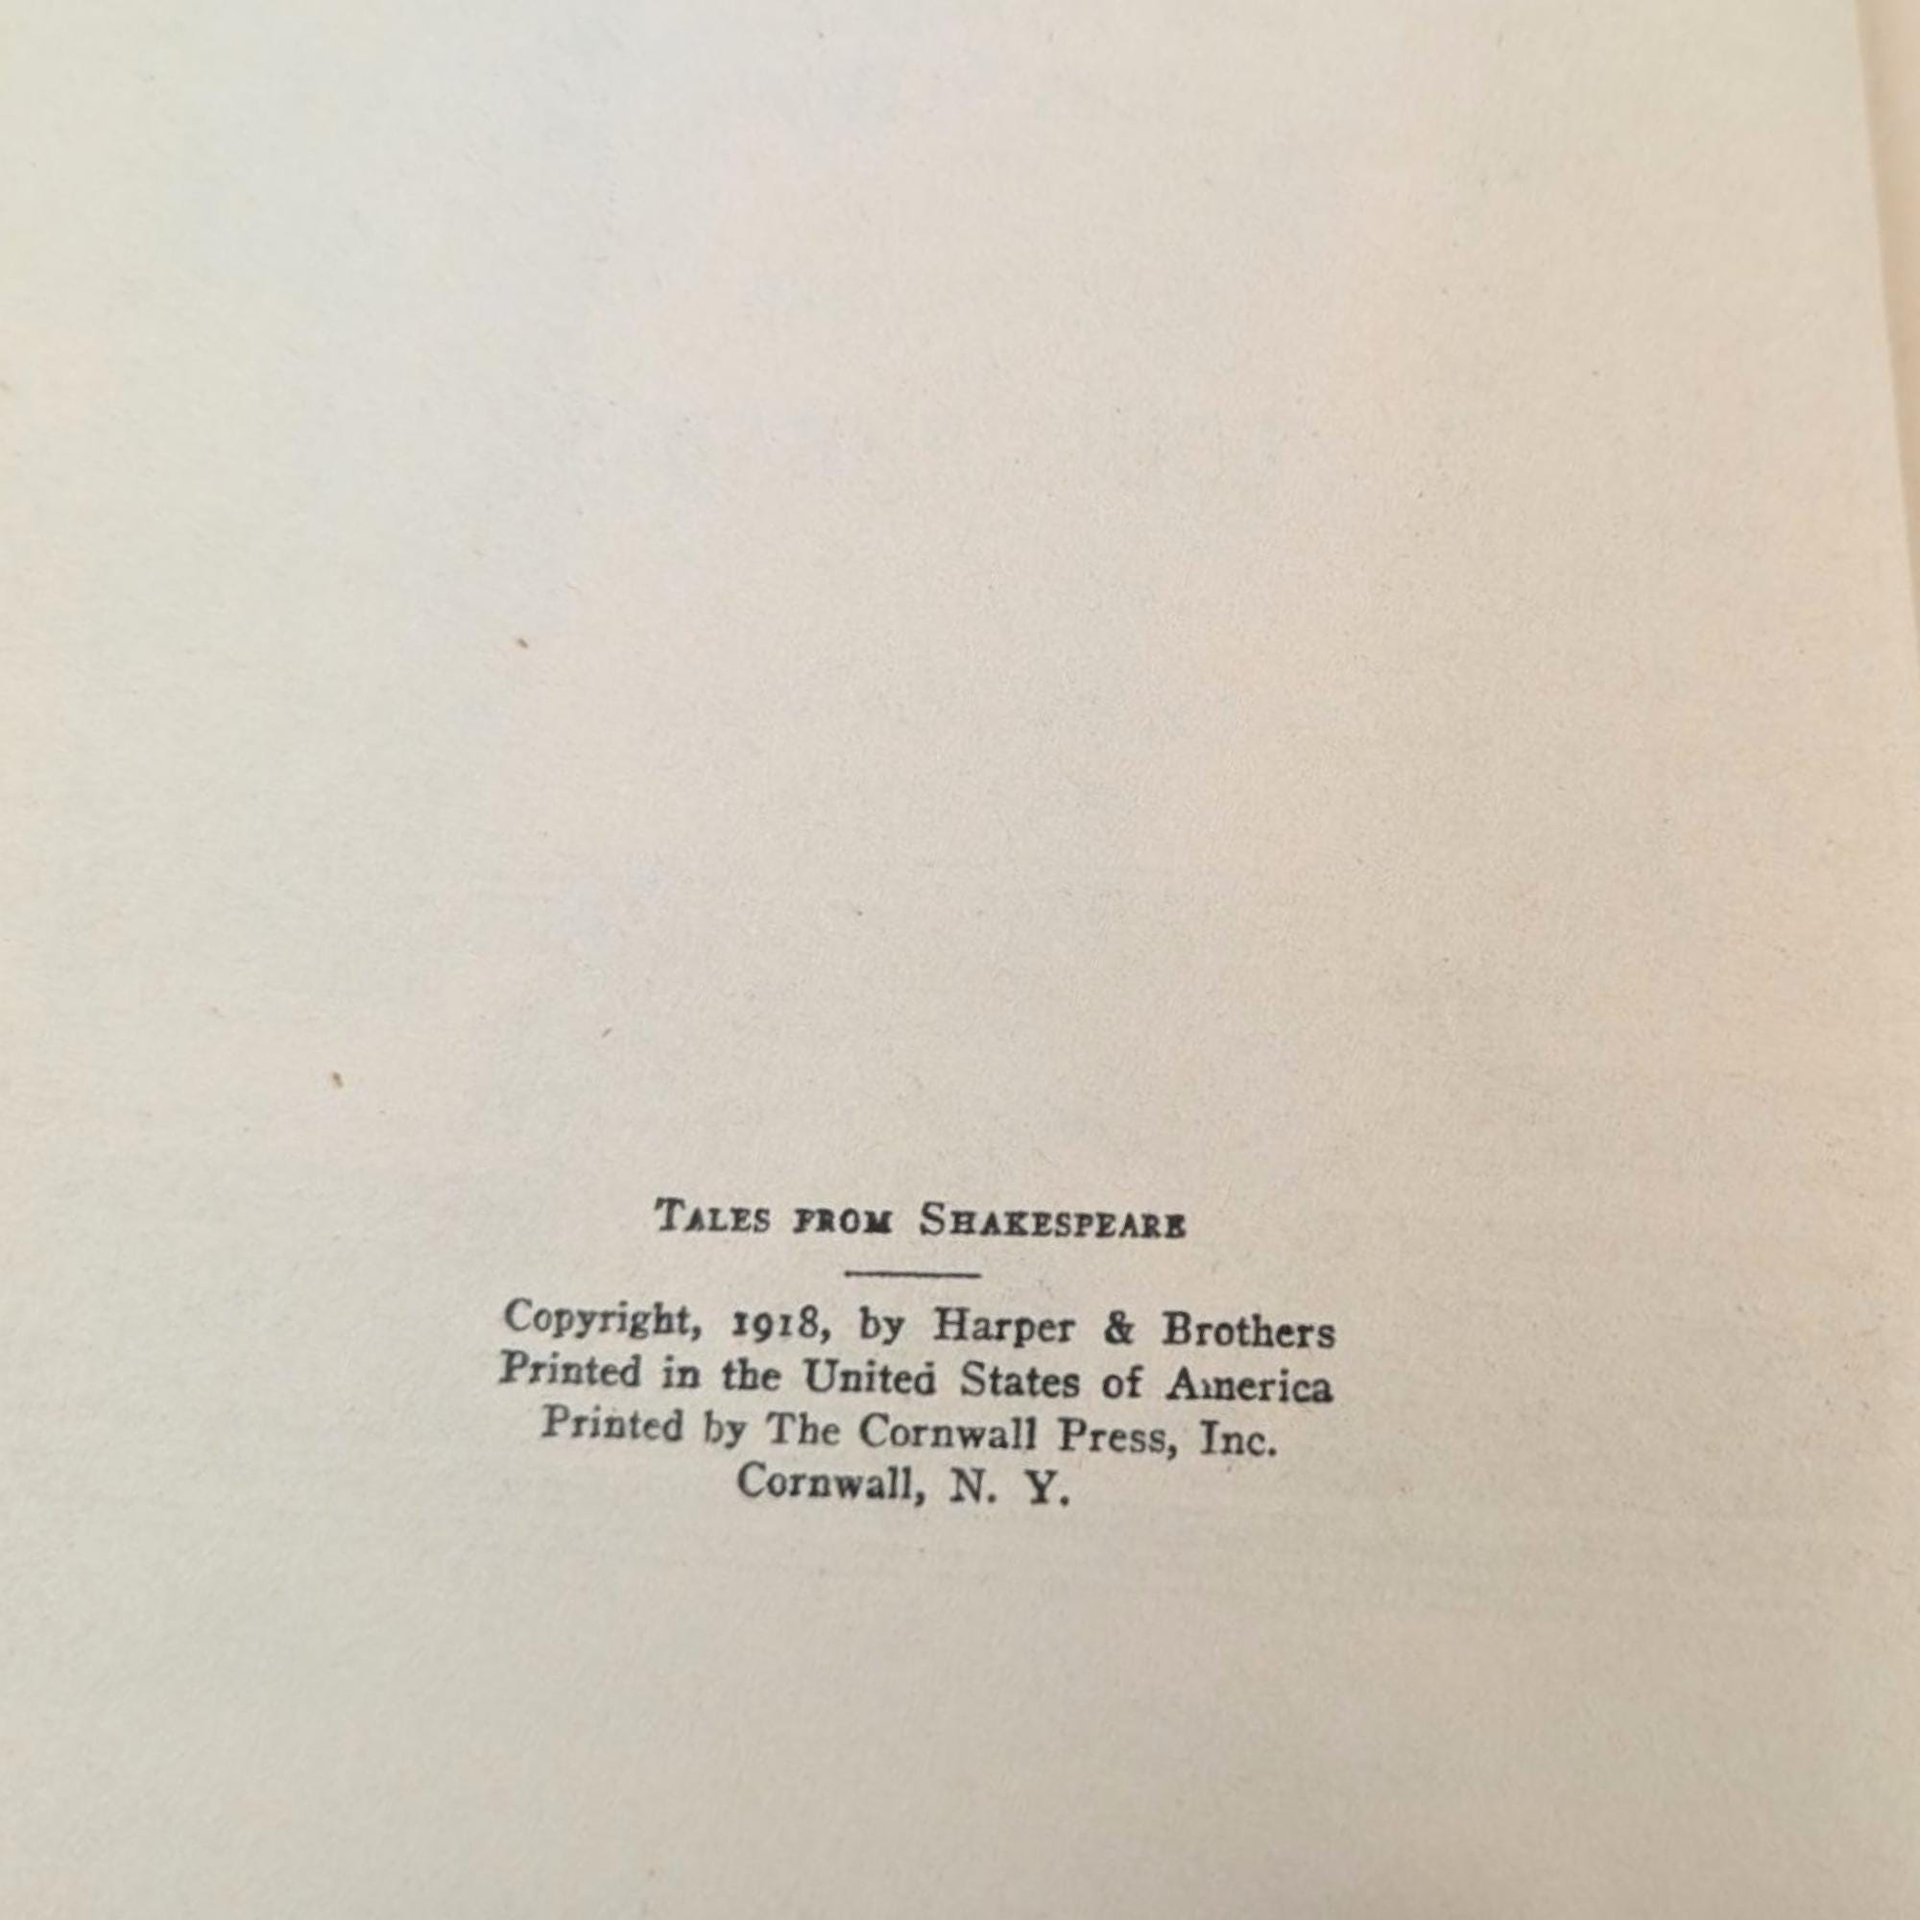 Tales from Shakespeare
Copyright, 1918, by Harper & Brothers
Printed in the United States of America
Printed by The Cornwall Press, Inc.
Cornwall, N. Y.